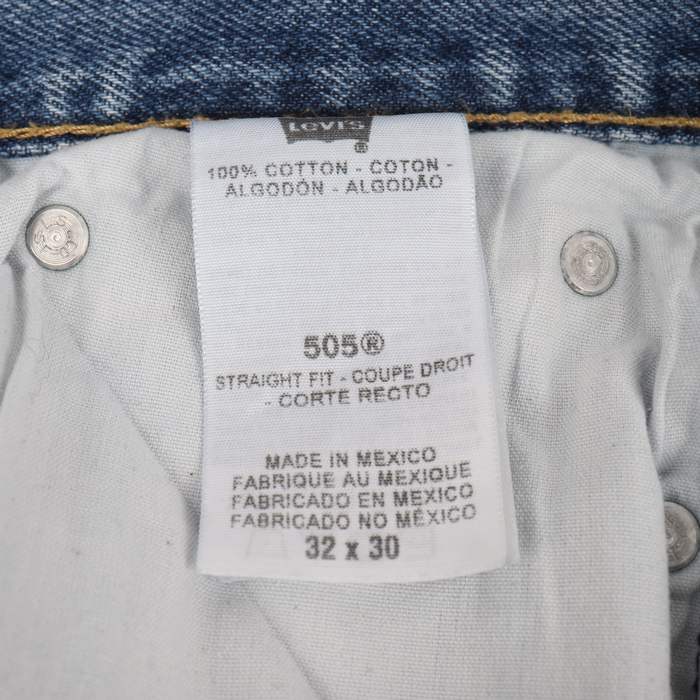 Levi's
®
100% COTTON - COTON -
ALGODÓN - ALGODÃO
505®
STRAIGHT FIT - COUPE DROIT
- CORTE RECTO
MADE IN MEXICO
FABRIQUE AU MEXIQUE
FABRICADO EN MEXICO
FABRICADO NO MÉXICO
32 x 30